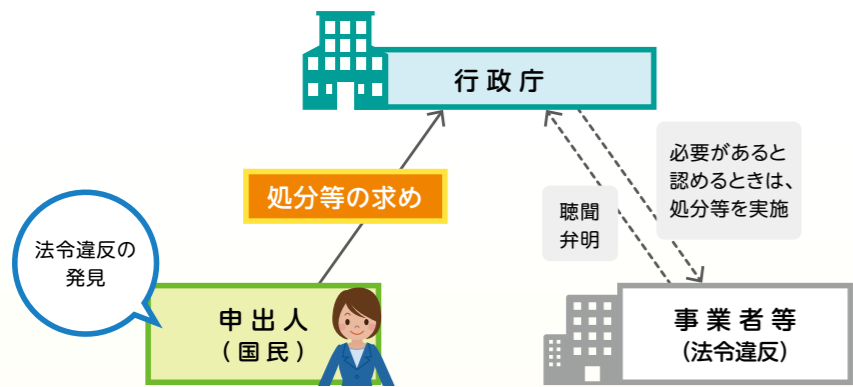 行政庁
必要があると
認めるときは、
処分等を実施
処分等の求め
聴聞
弁明
法令違反の
発見
申出人
（国民）
事業者等
（法令違反）